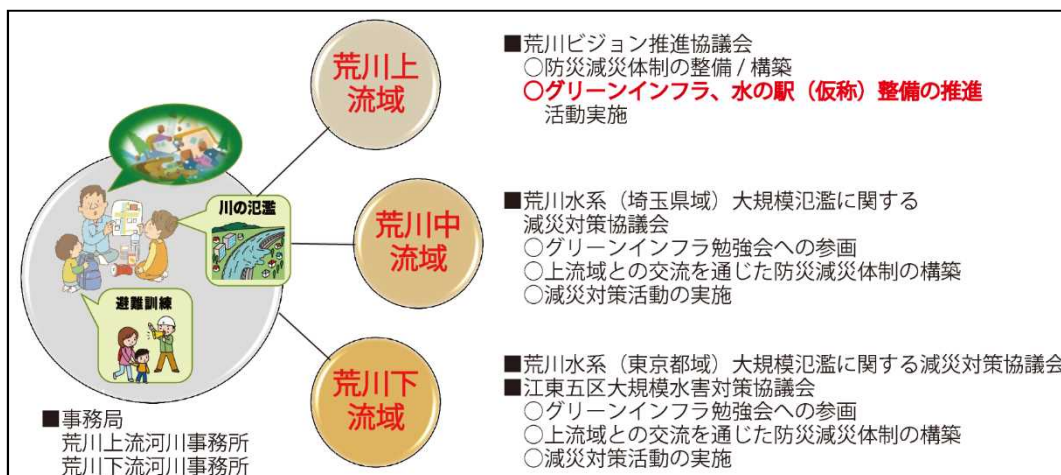 荒川上
流域
■荒川ビジョン推進協議会
○防災減災体制の整備/構築
○グリーンインフラ、水の駅（仮称）整備の推進
活動実施
川の氾濫
避難訓練
荒川中
流域
■荒川水系（埼玉県域）大規模氾濫に関する
減災対策協議会
○グリーンインフラ勉強会への参画
○上流域との交流を通じた防災減災体制の構築
○減災対策活動の実施
荒川下
流域
■荒川水系（東京都域）大規模氾濫に関する減災対策協議会
■江東五区大規模水害対策協議会
○グリーンインフラ勉強会への参画
○上流域との交流を通じた防災減災体制の構築
○減災対策活動の実施
■事務局
荒川上流河川事務所
荒川下流河川事務所